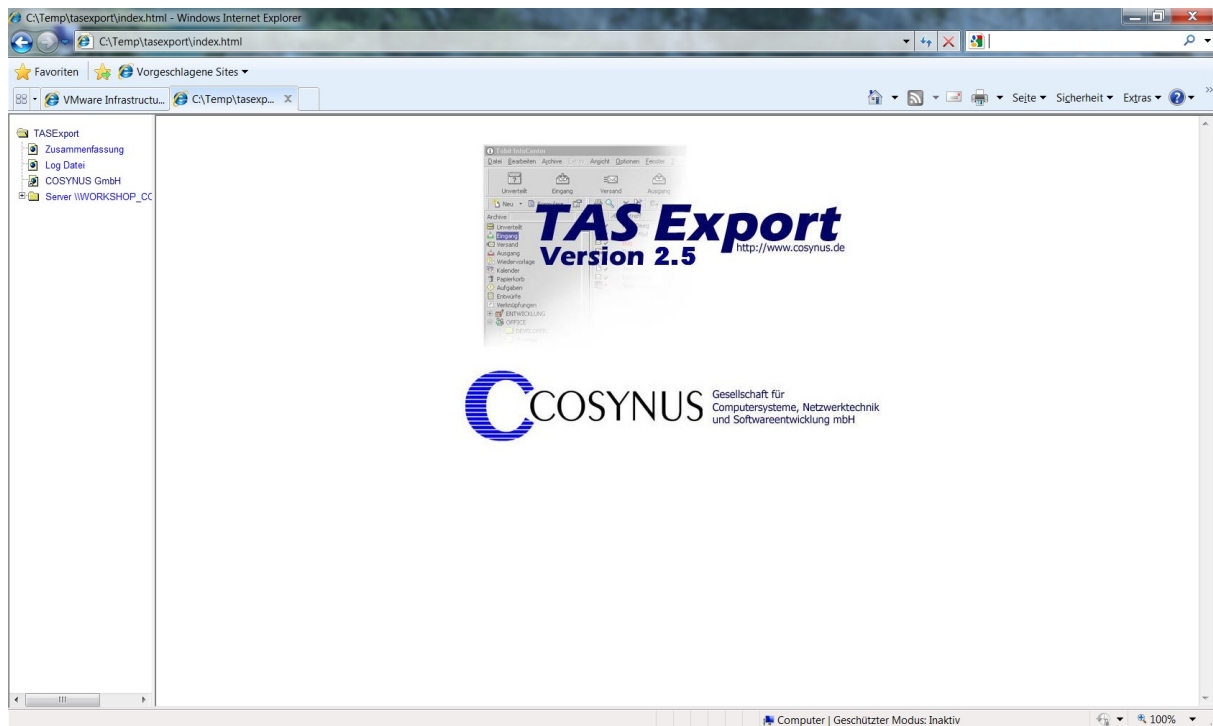 C:\Temp\tasexport\index.html - Windows Internet Explorer
C:\Temp\tasexport\index.html
Favoriten Vorgeschlagene Sites
VMware Infrastructu... C:\Temp\tasexp... X
Seite Sicherheit Extras
TASExport
Zusammenfassung
Log Datei
COSYNUS GmbH
Server \\WORKSHOP_CC
Tobit InfoCenter
Datei Bearbeiten Archive Ansicht Optionen Fenster
Unverteilt Eingang Versand Ausgang
Neu
Archive
Unverteilt
Eingang
Versand
Ausgang
Wiedervorlage
Kalender
Papierkorb
Aufgaben
Entwürfe
Verknüpfungen
ENTWICKLUNG
OFFICE
TAS Export
Version 2.5
http://www.cosynus.de
COSYNUS
Gesellschaft für
Computersysteme, Netzwerktechnik
und Softwareentwicklung mbH
Computer | Geschützter Modus: Inaktiv
100%